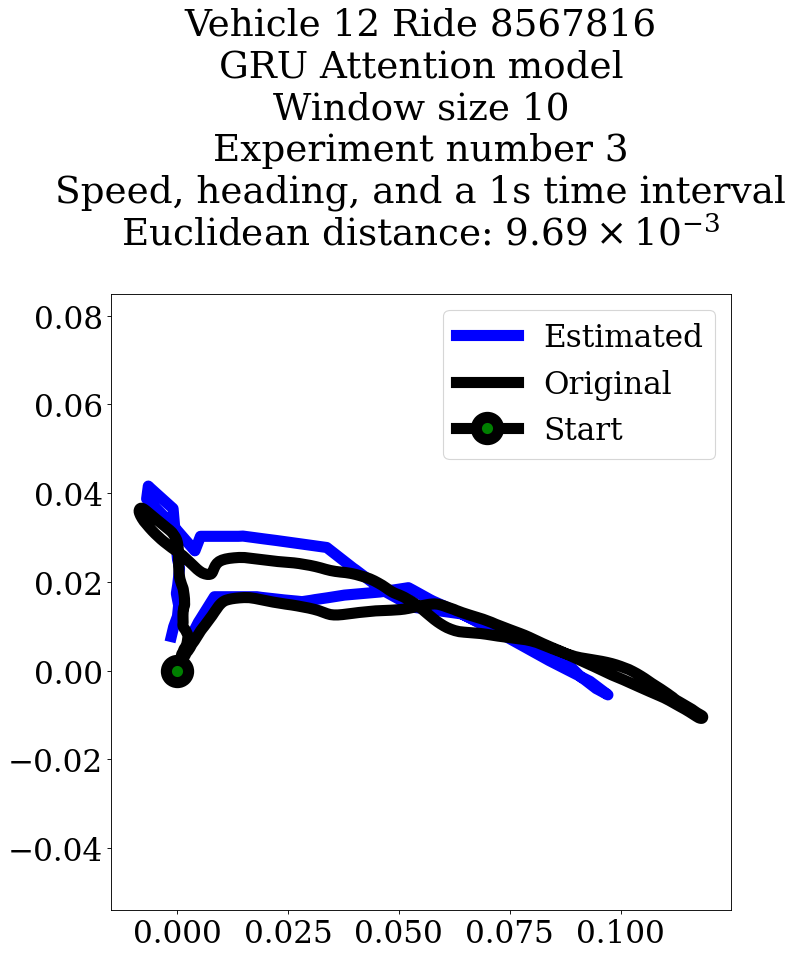 Vehicle 12 Ride 8567816
GRU Attention model
Window size 10
Experiment number 3
Speed, heading, and a 1s time interval
Euclidean distance: 9.69 × 10⁻³
0.08
0.06
0.04
0.02
0.00
−0.02
−0.04
Estimated
Original
Start
0.000 0.025 0.050 0.075 0.100